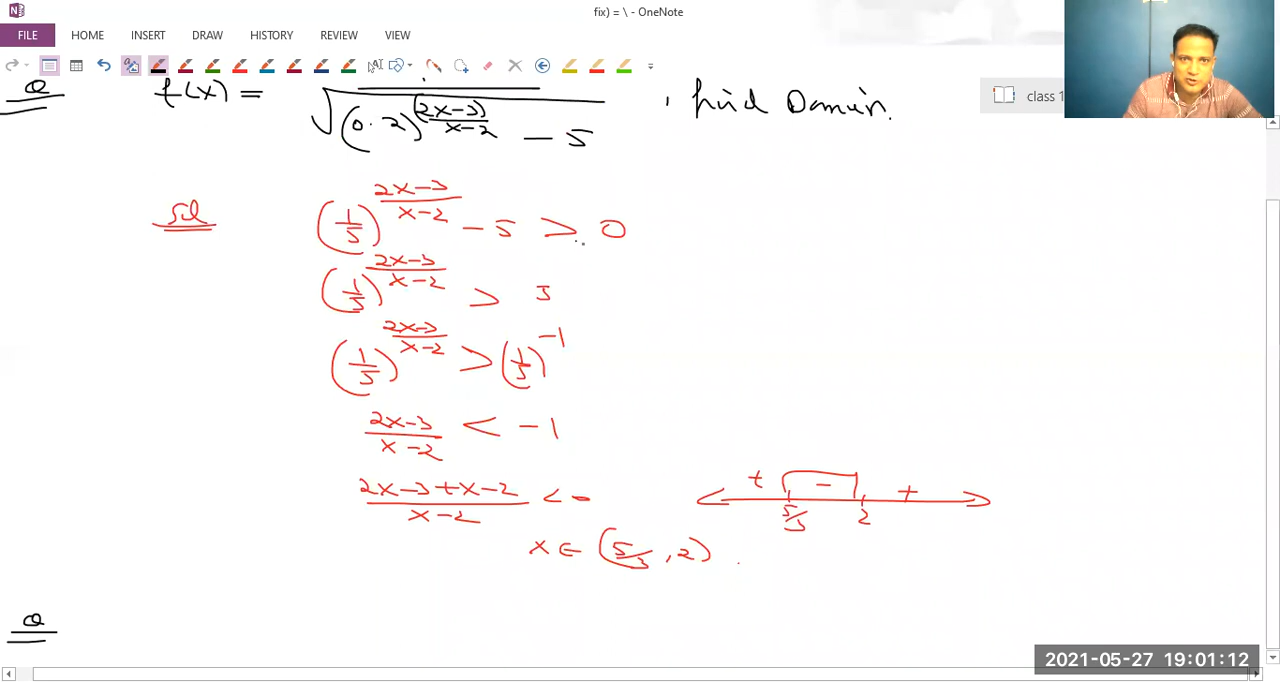 f(x) = \ - OneNote
FILE HOME INSERT DRAW HISTORY REVIEW VIEW
class 1
Q f(x) = 1/√((0.2)^((2x-3)/(x-2)) - 5) , find Domain.
Sol (1/5)^((2x-3)/(x-2)) - 5 > 0
(1/5)^((2x-3)/(x-2)) > 5
(1/5)^((2x-3)/(x-2)) > (1/5)^-1
(2x-3)/(x-2) < -1
(2x-3+x-2)/(x-2) < 0
+ - +
5/3 2
x ∈ (5/3, 2).
Q
2021-05-27 19:01:12